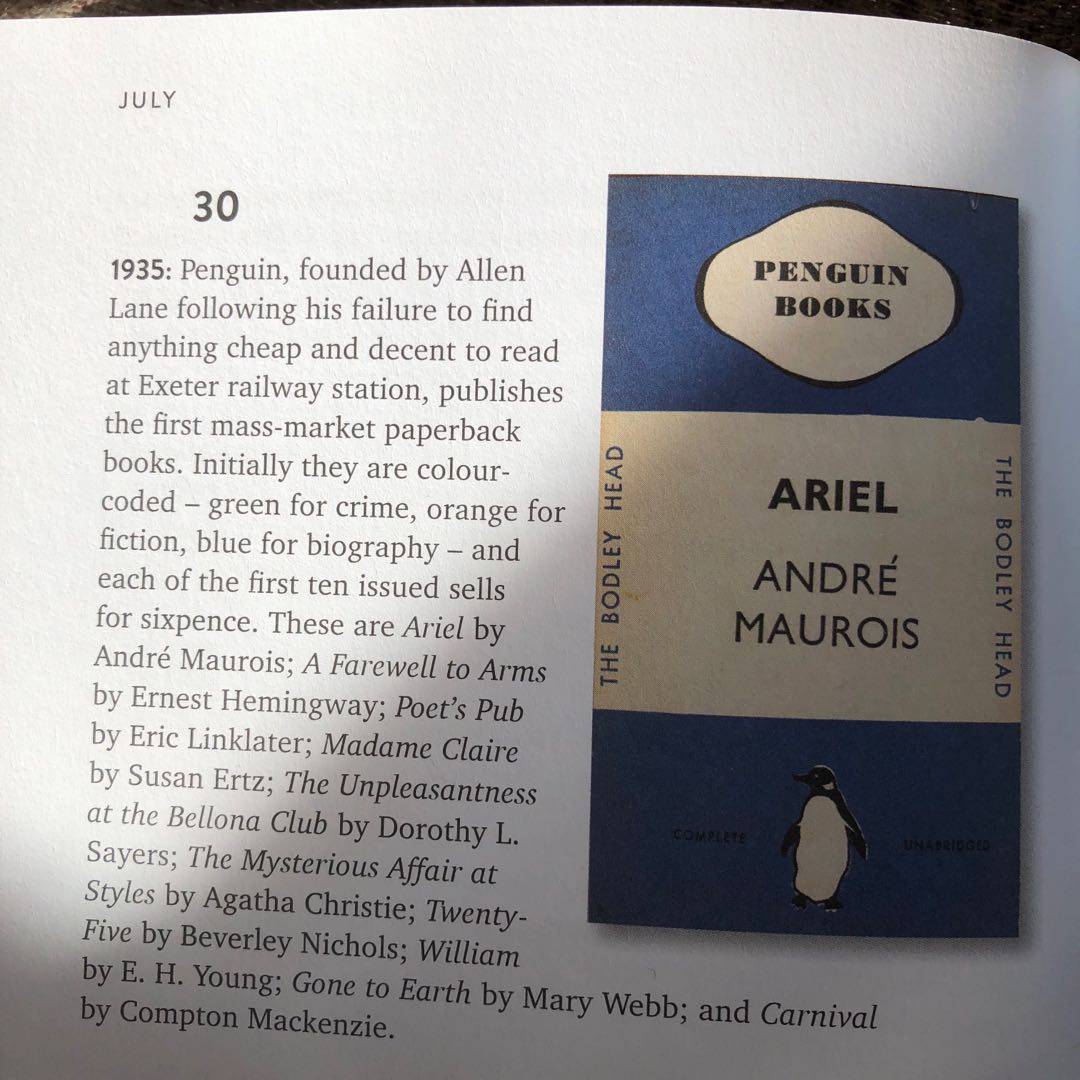 JULY
30
1935: Penguin, founded by Allen
Lane following his failure to find
anything cheap and decent to read
at Exeter railway station, publishes
the first mass-market paperback
books. Initially they are colour-
coded – green for crime, orange for
fiction, blue for biography – and
each of the first ten issued sells
for sixpence. These are Ariel by
André Maurois; A Farewell to Arms
by Ernest Hemingway; Poet's Pub
by Eric Linklater; Madame Claire
by Susan Ertz; The Unpleasantness
at the Bellona Club by Dorothy L.
Sayers; The Mysterious Affair at
Styles by Agatha Christie; Twenty-
Five by Beverley Nichols; William
by E. H. Young; Gone to Earth by Mary Webb; and Carnival
by Compton Mackenzie.
PENGUIN
BOOKS
THE BODLEY HEAD
ARIEL
ANDRÉ
MAUROIS
THE BODLEY HEAD
COMPLETE
UNABRIDGED